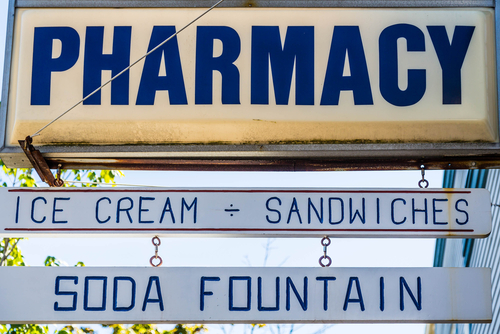 PHARMACY
ICE CREAM ÷ SANDWICHES
SODA FOUNTAIN